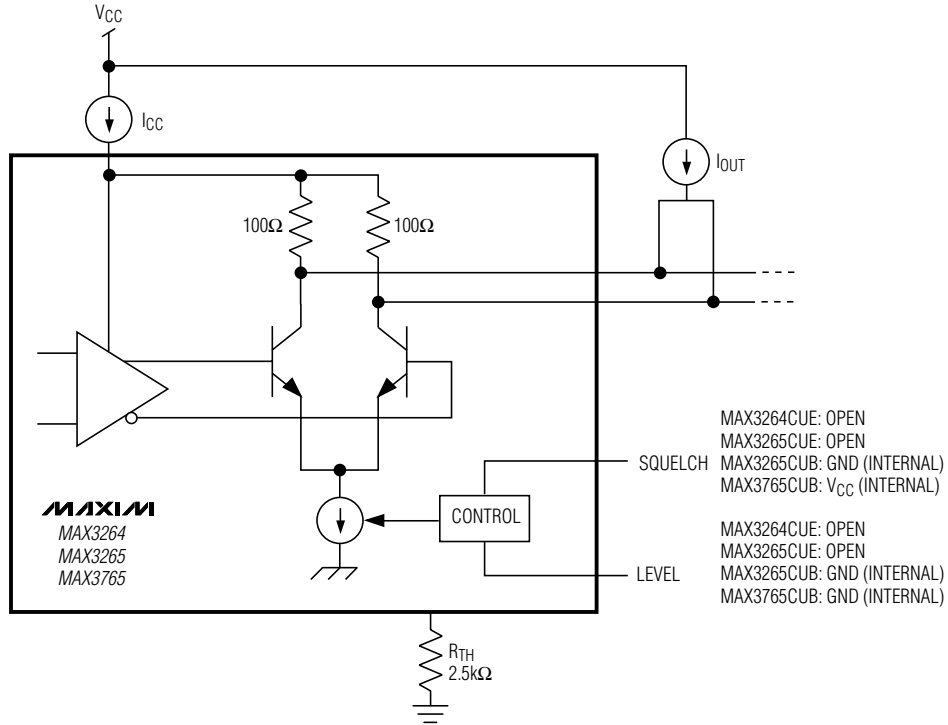 VCC
ICC
IOUT
100Ω
100Ω
MAX3264CUE: OPEN
MAX3265CUE: OPEN
SQUELCH MAX3265CUB: GND (INTERNAL)
MAX3765CUB: VCC (INTERNAL)
CONTROL
MAXIM
MAX3264
MAX3265
MAX3765
MAX3264CUE: OPEN
MAX3265CUE: OPEN
LEVEL MAX3265CUB: GND (INTERNAL)
MAX3765CUB: GND (INTERNAL)
RTH
2.5kΩ